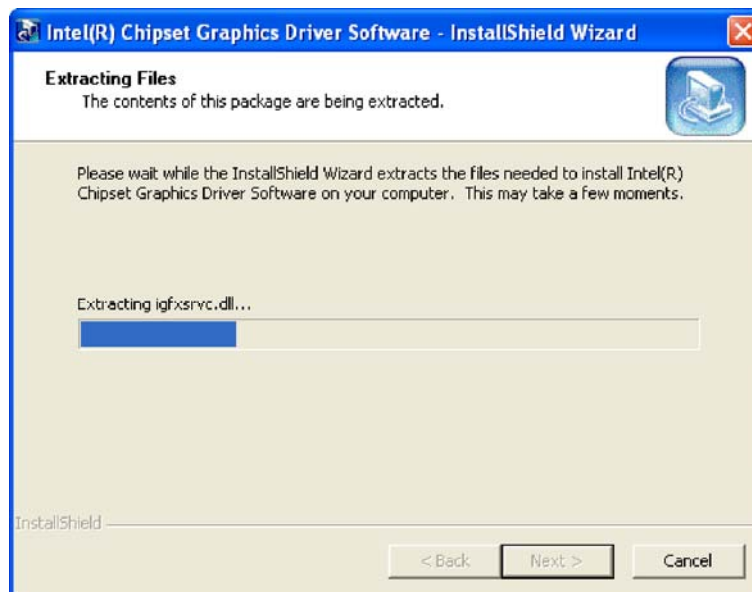 Intel(R) Chipset Graphics Driver Software - InstallShield Wizard
Extracting Files
The contents of this package are being extracted.
Please wait while the InstallShield Wizard extracts the files needed to install Intel(R)
Chipset Graphics Driver Software on your computer.  This may take a few moments.
Extracting igfxsrvc.dll...
InstallShield
< Back
Next >
Cancel